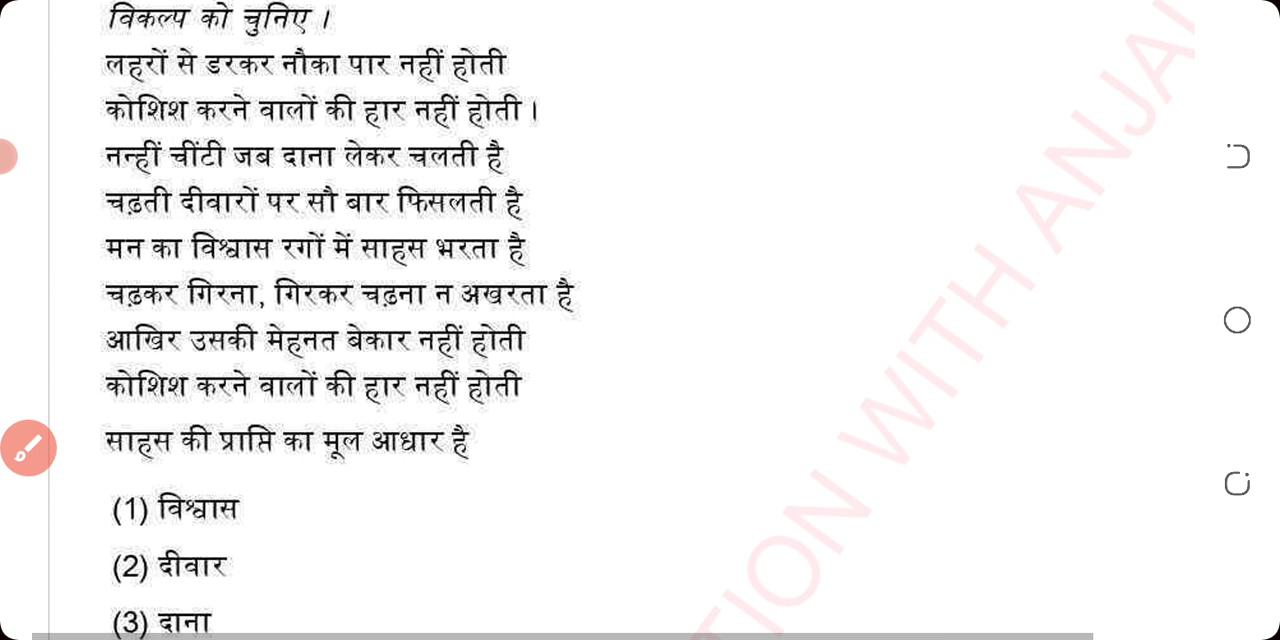 विकल्प को चुनिए ।
लहरों से डरकर नौका पार नहीं होती
कोशिश करने वालों की हार नहीं होती ।
नन्हीं चींटी जब दाना लेकर चलती है
चढ़ती दीवारों पर सौ बार फिसलती है
मन का विश्वास रगों में साहस भरता है
चढ़कर गिरना, गिरकर चढ़ना न अखरता है
आखिर उसकी मेहनत बेकार नहीं होती
कोशिश करने वालों की हार नहीं होती
साहस की प्राप्ति का मूल आधार है
(1) विश्वास
(2) दीवार
(3) दाना
WITH